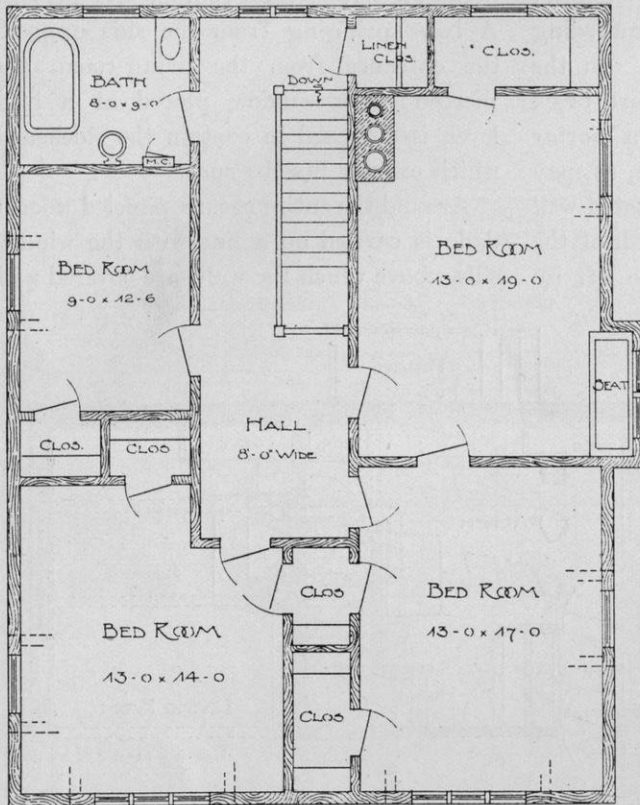 BATH
8-0 x 9-0
M.C.
DOWN
LINEN
CLOS.
CLOS.
BED ROOM
9-0 x 12-6
BED ROOM
13-0 x 19-0
SEAT
CLOS.
CLOS
HALL
8'-0" WIDE
BED ROOM
13-0 x 14-0
CLOS
CLOS
BED ROOM
13-0 x 17-0